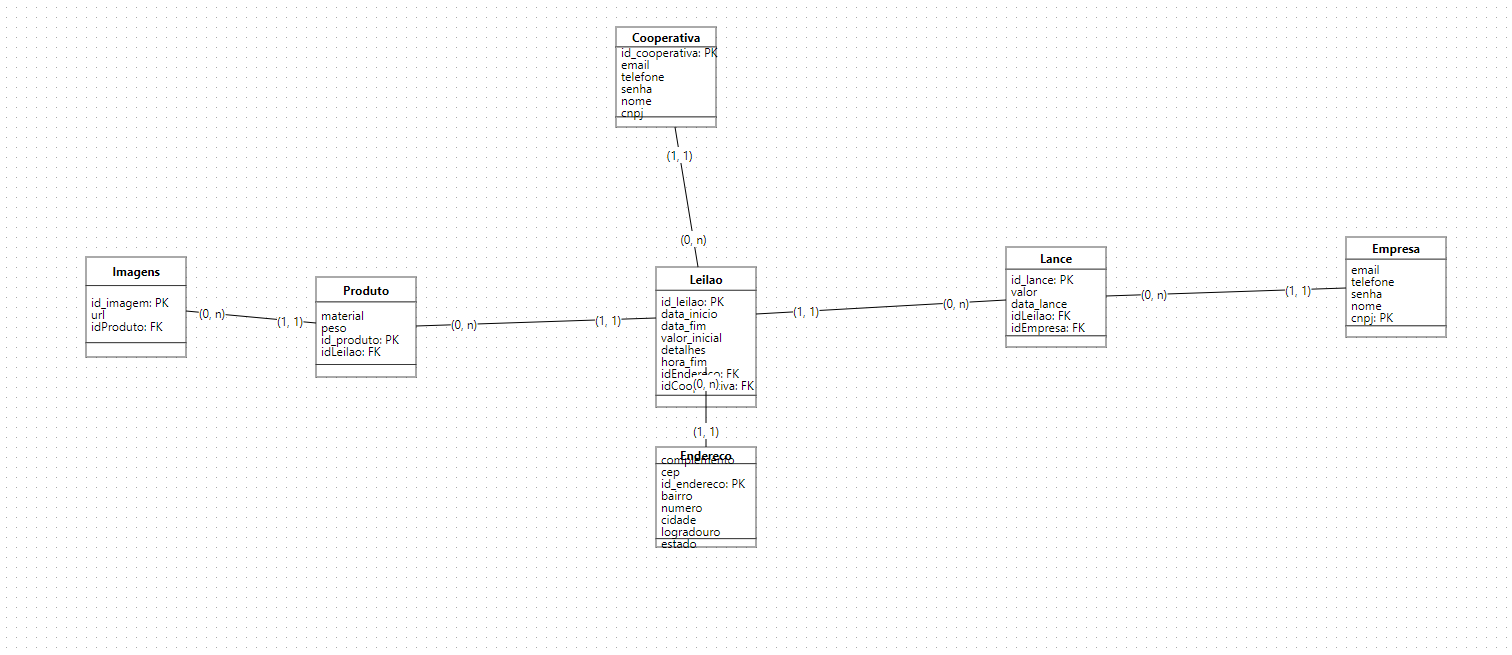 Cooperativa
id_cooperativa: PK
email
telefone
senha
nome
cnpj
(1, 1)
(0, n)
Imagens
id_imagem: PK
url
idProduto: FK
(0, n)
(1, 1)
Produto
material
peso
id_produto: PK
idLeilao: FK
(0, n)
(1, 1)
Leilao
id_leilao: PK
data_inicio
data_fim
valor_inicial
detalhes
hora_fim
idEndereco: FK
idCooperativa: FK
(0, n)
(1, 1)
Endereco
complemento
cep
id_endereco: PK
bairro
numero
cidade
logradouro
estado
(1, 1)
(0, n)
Lance
id_lance: PK
valor
data_lance
idLeilao: FK
idEmpresa: FK
(0, n)
(1, 1)
Empresa
email
telefone
senha
nome
cnpj: PK